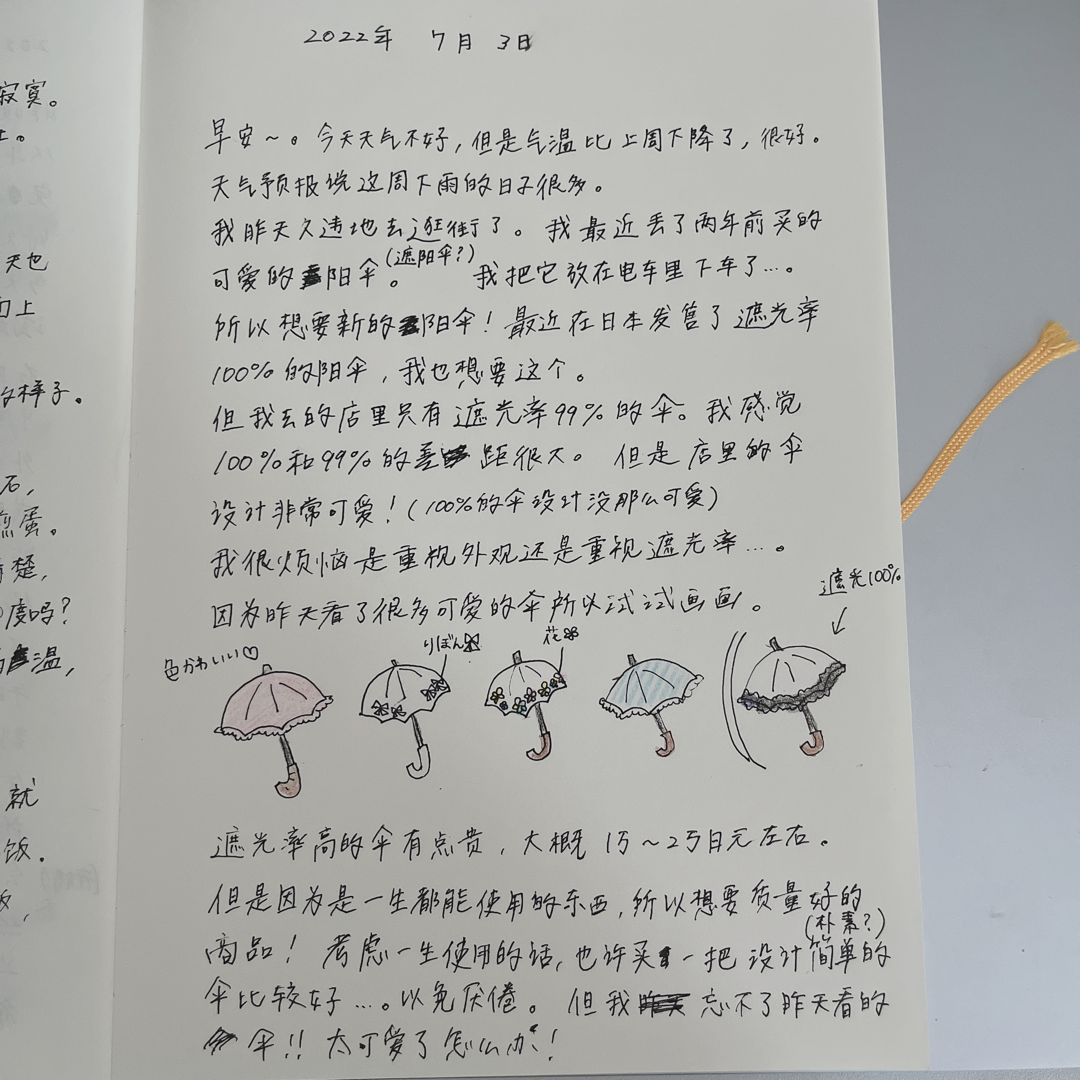 寂寞。
天也
面上
的样子。
石,
煎蛋。
清楚,
度吗?
温,
就
饭.
2022年 7月 3日
早安~。今天天气不好,但是气温比上周下降了,很好。
天气预报说这周下雨的日子很多。
我昨天久违地去逛街了。我最近丢了两年前买的
可爱的阳伞。(遮阳伞?) 我把它放在电车里下车了…。
所以想要新的阳伞!最近在日本发售了遮光率
100%的阳伞,我也想要这个。
但我去的店里只有遮光率99%的伞。我感觉
100%和99%的差距很大。但是店里的伞
设计非常可爱!(100%的伞设计没那么可爱)
我很烦恼是重视外观还是重视遮光率…。
因为昨天看了很多可爱的伞所以试试画画。
遮光100%
色かわいい♡
りぼん
花
遮光率高的伞有点贵,大概1万~2万日元左右。
但是因为是一生都能使用的东西,所以想要质量好的
(朴素?)
商品!考虑一生使用的话,也许买一把设计简单的
伞比较好…。以免厌倦。但我忘不了昨天看的
伞!!太可爱了怎么办!